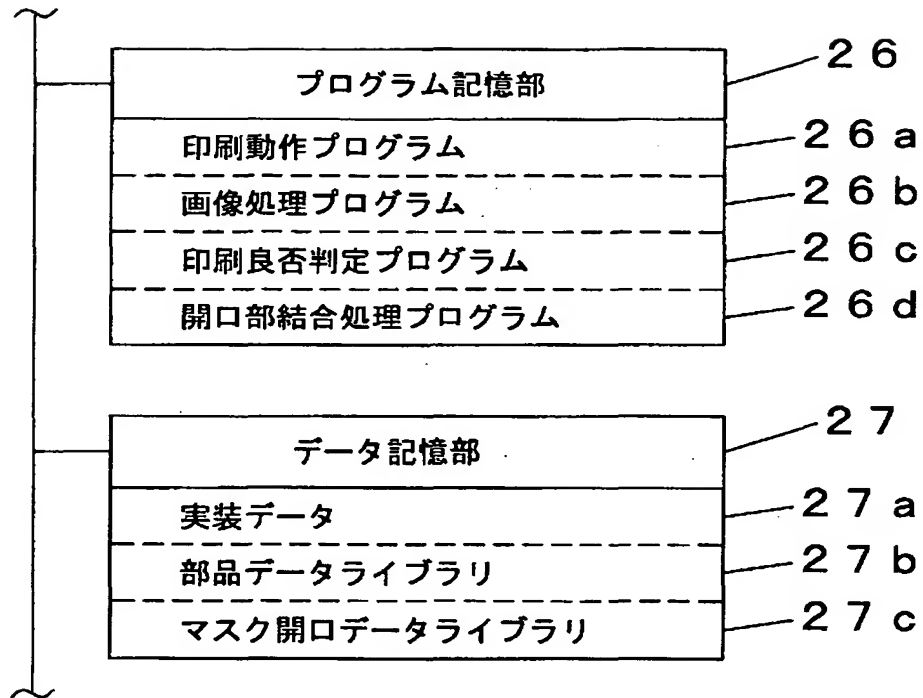 プログラム記憶部 26
印刷動作プログラム 26a
画像処理プログラム 26b
印刷良否判定プログラム 26c
開口部結合処理プログラム 26d
データ記憶部 27
実装データ 27a
部品データライブラリ 27b
マスク開口データライブラリ 27c